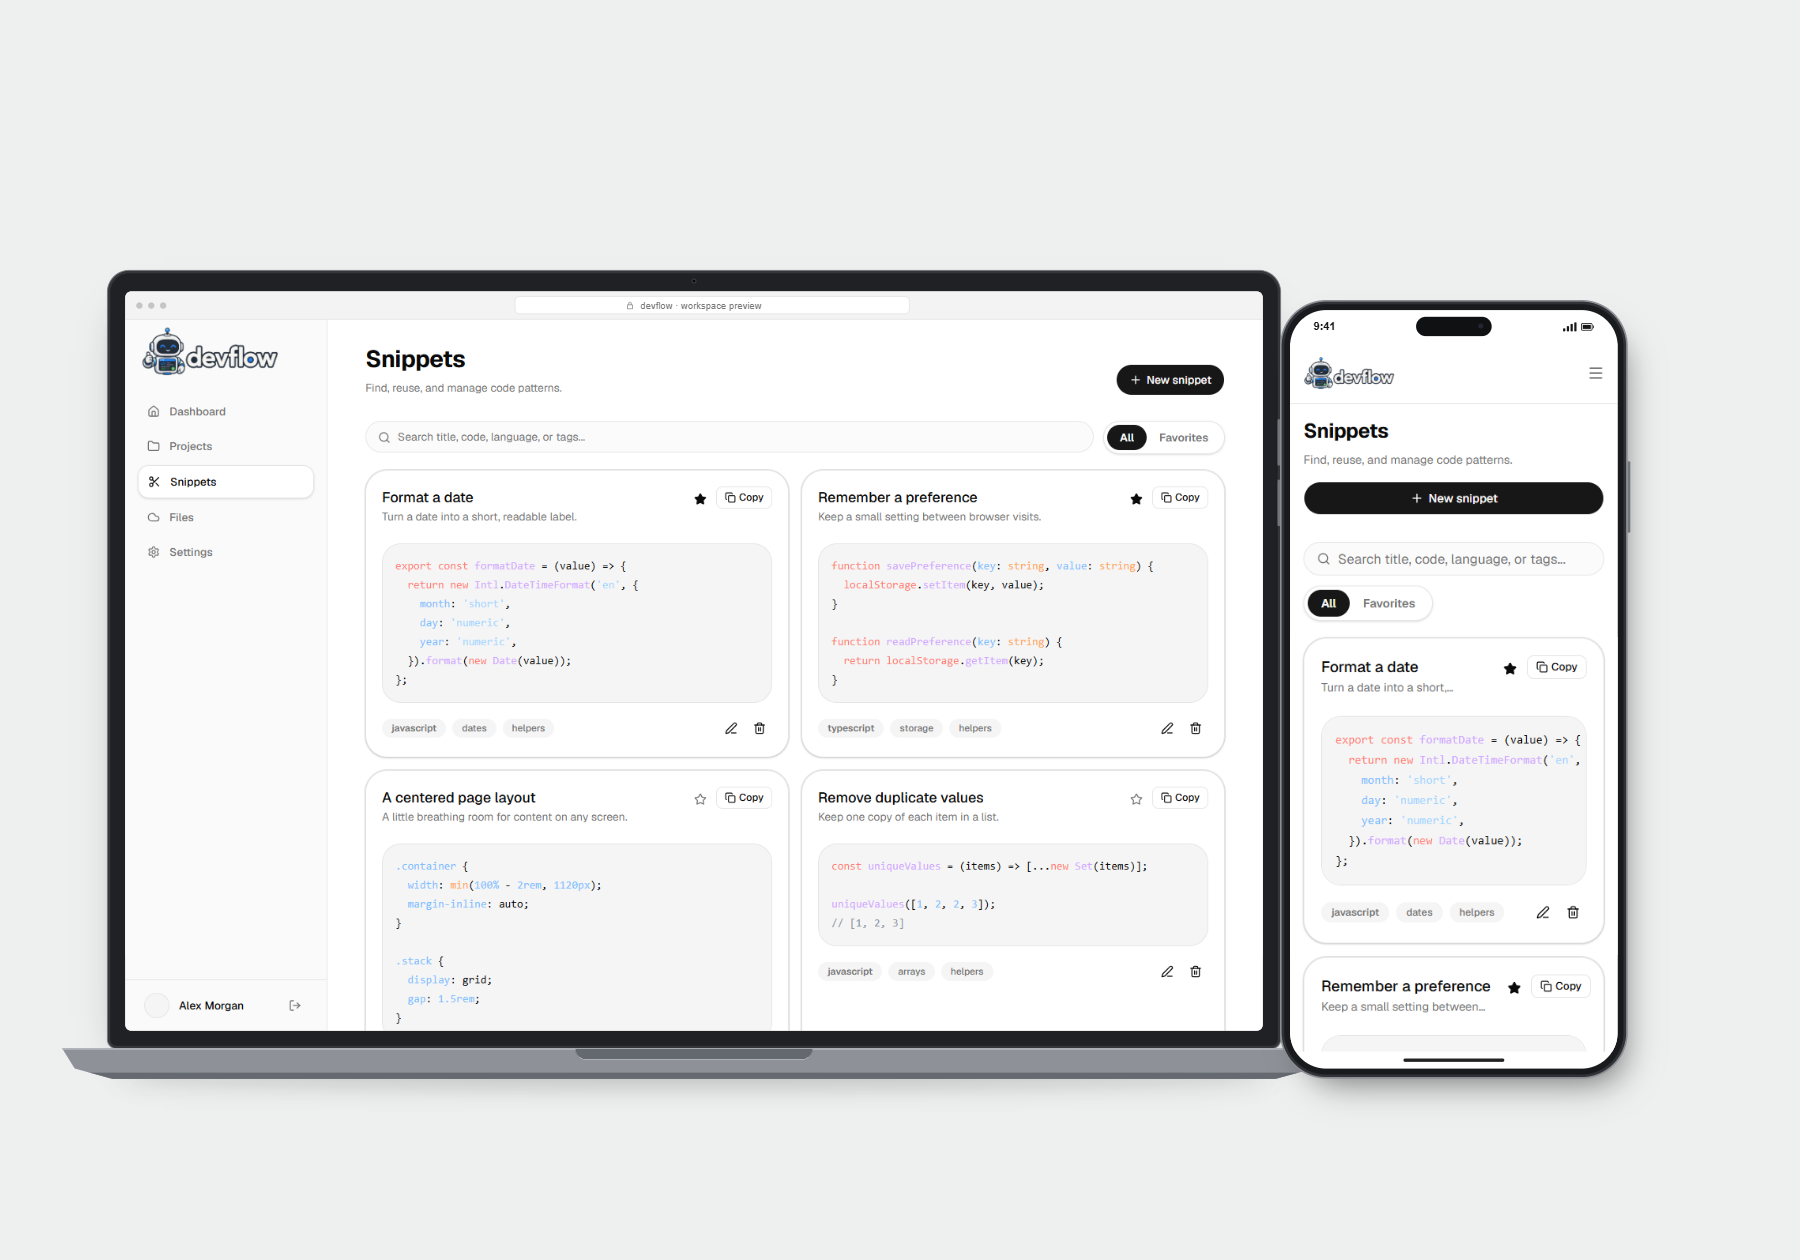 devflow · workspace preview
devflow
Dashboard
Projects
Snippets
Files
Settings
Alex Morgan
Snippets
Find, reuse, and manage code patterns.
+ New snippet
Search title, code, language, or tags...
All Favorites
Format a date
Copy
Turn a date into a short, readable label.
export const formatDate = (value) => {
  return new Intl.DateTimeFormat('en', {
    month: 'short',
    day: 'numeric',
    year: 'numeric',
  }).format(new Date(value));
};
javascript dates helpers
Remember a preference
Copy
Keep a small setting between browser visits.
function savePreference(key: string, value: string) {
  localStorage.setItem(key, value);
}
function readPreference(key: string) {
  return localStorage.getItem(key);
}
typescript storage helpers
A centered page layout
Copy
A little breathing room for content on any screen.
.container {
  width: min(100% - 2rem, 1120px);
  margin-inline: auto;
}
.stack {
  display: grid;
  gap: 1.5rem;
}
Remove duplicate values
Copy
Keep one copy of each item in a list.
const uniqueValues = (items) => [...new Set(items)];
uniqueValues([1, 2, 2, 3]);
// [1, 2, 3]
javascript arrays helpers
9:41
devflow
Snippets
Find, reuse, and manage code patterns.
+ New snippet
Search title, code, language, or tags...
All Favorites
Format a date
Copy
Turn a date into a short,...
export const formatDate = (value) => {
  return new Intl.DateTimeFormat('en',
    month: 'short',
    day: 'numeric',
    year: 'numeric',
  }).format(new Date(value));
};
javascript dates helpers
Remember a preference
Copy
Keep a small setting between...